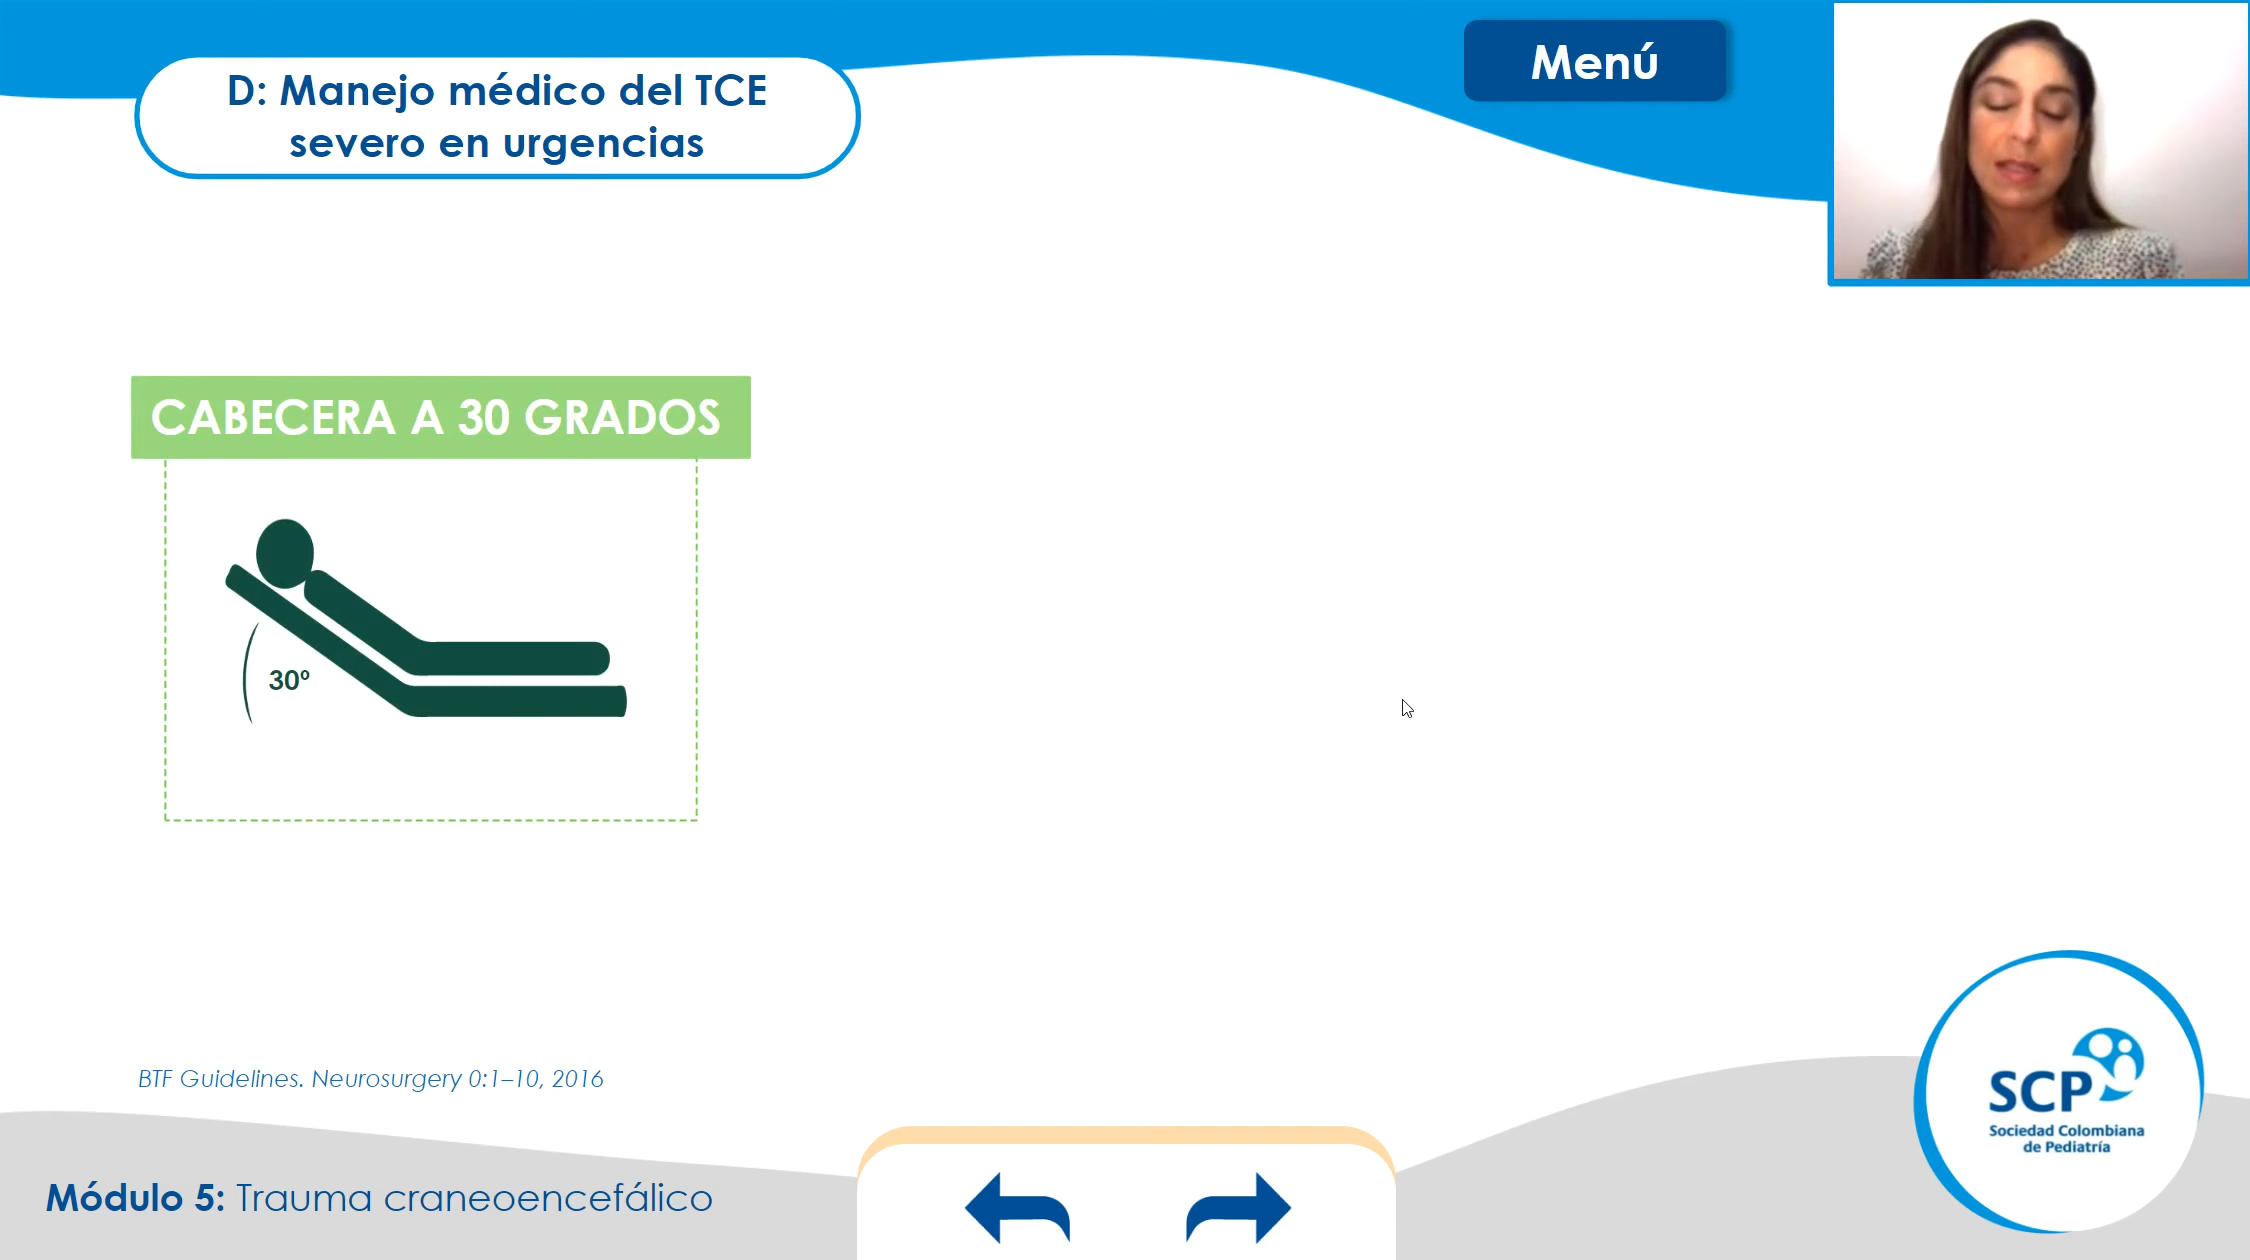 D: Manejo médico del TCE
severo en urgencias
Menú
CABECERA A 30 GRADOS
30º
BTF Guidelines. Neurosurgery 0:1–10, 2016
SCP
Sociedad Colombiana
de Pediatría
Módulo 5: Trauma craneoencefálico